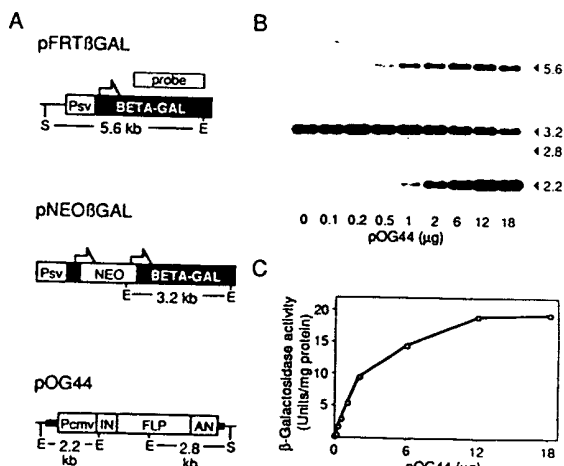 A
pFRTßGAL
probe
Psv
BETA-GAL
S
5.6 kb
E
pNEOßGAL
Psv
NEO
BETA-GAL
E
3.2 kb
E
pOG44
Pcmv
IN
FLP
AN
E
2.2
kb
E
2.8
kb
S
B
5.6
3.2
2.8
2.2
0 0.1 0.2 0.5 1 2 6 12 18
pOG44 (µg)
C
β-Galactosidase activity
(Units/mg protein)
20
15
10
5
0 6 12 18
pOG44 (µg)